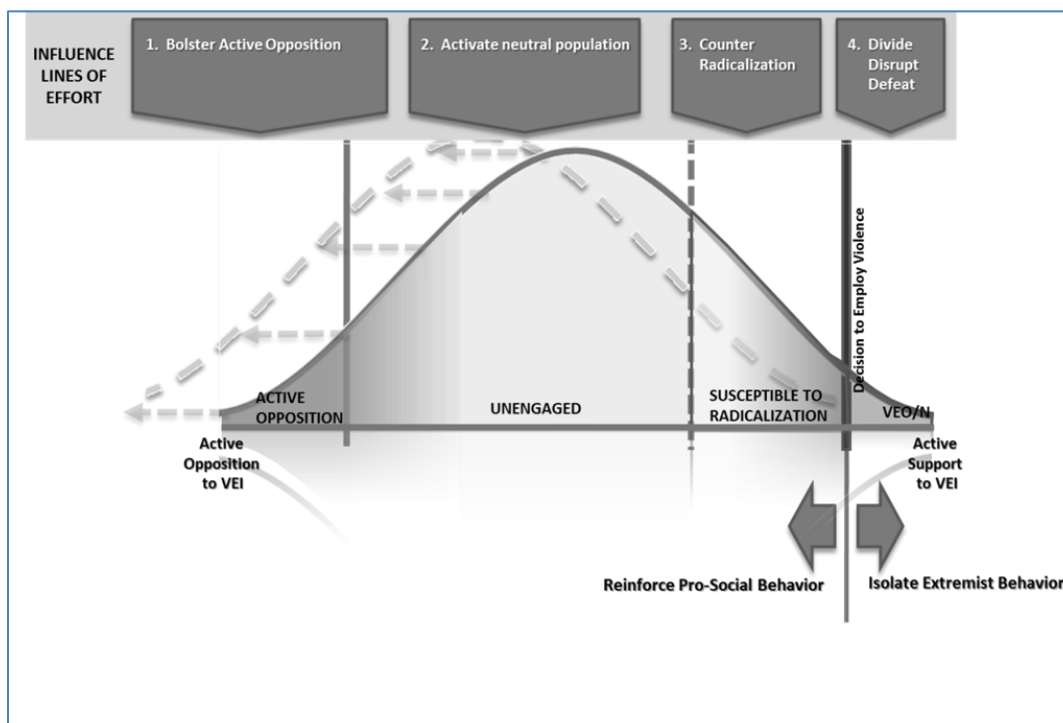 INFLUENCE
LINES OF
EFFORT
1. Bolster Active Opposition
2. Activate neutral population
3. Counter
Radicalization
4. Divide
Disrupt
Defeat
Decision to Employ Violence
ACTIVE
OPPOSITION
UNENGAGED
SUSCEPTIBLE TO
RADICALIZATION
VEO/N
Active
Opposition
to VEI
Active
Support
to VEI
Reinforce Pro-Social Behavior
Isolate Extremist Behavior